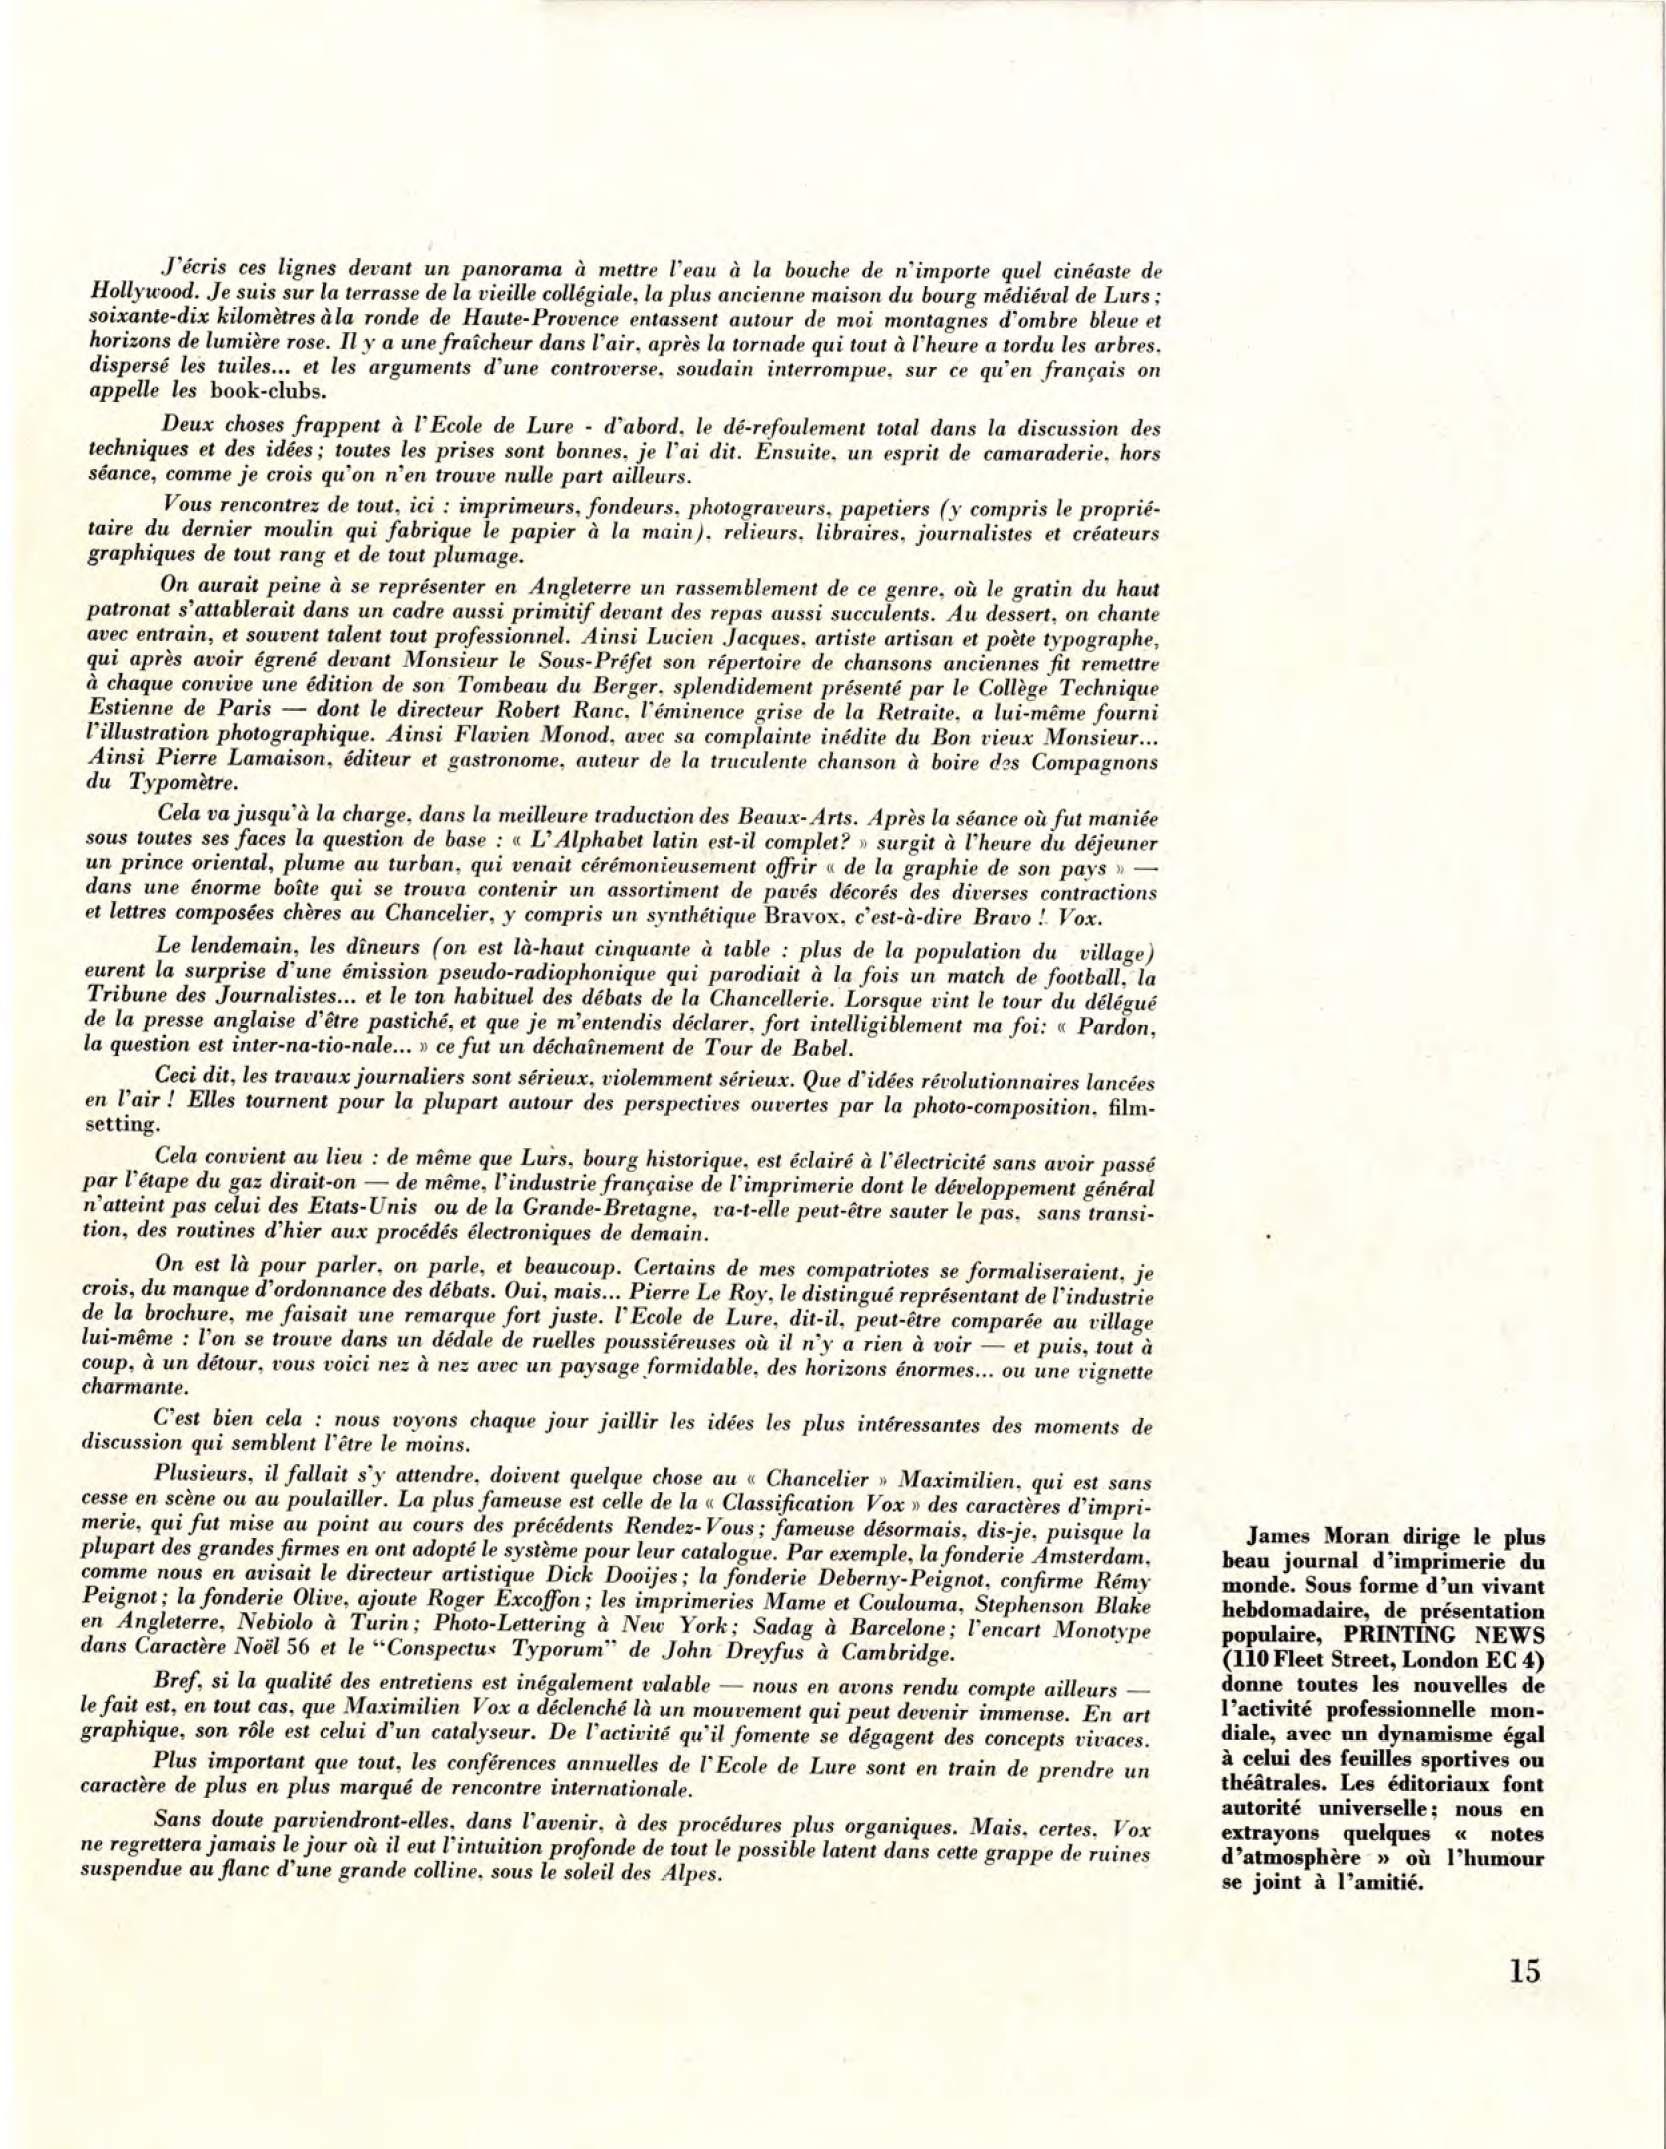 J'écris ces lignes devant un panorama à mettre l'eau à la bouche de n'importe quel cinéaste de
Hollywood. Je suis sur la terrasse de la vieille collégiale, la plus ancienne maison du bourg médiéval de Lurs ;
soixante-dix kilomètres à la ronde de Haute-Provence entassent autour de moi montagnes d'ombre bleue et
horizons de lumière rose. Il y a une fraîcheur dans l'air, après la tornade qui tout à l'heure a tordu les arbres,
dispersé les tuiles... et les arguments d'une controverse, soudain interrompue, sur ce qu'en français on
appelle les book-clubs.
Deux choses frappent à l'Ecole de Lure - d'abord, le dé-refoulement total dans la discussion des
techniques et des idées ; toutes les prises sont bonnes, je l'ai dit. Ensuite, un esprit de camaraderie, hors
séance, comme je crois qu'on n'en trouve nulle part ailleurs.
Vous rencontrez de tout, ici : imprimeurs, fondeurs, photograveurs, papetiers (y compris le proprié-
taire du dernier moulin qui fabrique le papier à la main), relieurs, libraires, journalistes et créateurs
graphiques de tout rang et de tout plumage.
On aurait peine à se représenter en Angleterre un rassemblement de ce genre, où le gratin du haut
patronat s'attablerait dans un cadre aussi primitif devant des repas aussi succulents. Au dessert, on chante
avec entrain, et souvent talent tout professionnel. Ainsi Lucien Jacques, artiste artisan et poète typographe,
qui après avoir égrené devant Monsieur le Sous-Préfet son répertoire de chansons anciennes fit remettre
à chaque convive une édition de son Tombeau du Berger, splendidement présenté par le Collège Technique
Estienne de Paris — dont le directeur Robert Ranc, l'éminence grise de la Retraite, a lui-même fourni
l'illustration photographique. Ainsi Flavien Monod, avec sa complainte inédite du Bon vieux Monsieur...
Ainsi Pierre Lamaison, éditeur et gastronome, auteur de la truculente chanson à boire des Compagnons
du Typomètre.
Cela va jusqu'à la charge, dans la meilleure traduction des Beaux-Arts. Après la séance où fut maniée
sous toutes ses faces la question de base : « L'Alphabet latin est-il complet? » surgit à l'heure du déjeuner
un prince oriental, plume au turban, qui venait cérémonieusement offrir « de la graphie de son pays » —
dans une énorme boîte qui se trouva contenir un assortiment de pavés décorés des diverses contractions
et lettres composées chères au Chancelier, y compris un synthétique Bravox, c'est-à-dire Bravo ! Vox.
Le lendemain, les dîneurs (on est là-haut cinquante à table : plus de la population du village)
eurent la surprise d'une émission pseudo-radiophonique qui parodiait à la fois un match de football, la
Tribune des Journalistes... et le ton habituel des débats de la Chancellerie. Lorsque vint le tour du délégué
de la presse anglaise d'être pastiché, et que je m'entendis déclarer, fort intelligiblement ma foi: « Pardon,
la question est inter-na-tio-nale... » ce fut un déchaînement de Tour de Babel.
Ceci dit, les travaux journaliers sont sérieux, violemment sérieux. Que d'idées révolutionnaires lancées
en l'air ! Elles tournent pour la plupart autour des perspectives ouvertes par la photo-composition, film-
setting.
Cela convient au lieu : de même que Lurs, bourg historique, est éclairé à l'électricité sans avoir passé
par l'étape du gaz dirait-on — de même, l'industrie française de l'imprimerie dont le développement général
n'atteint pas celui des Etats-Unis ou de la Grande-Bretagne, va-t-elle peut-être sauter le pas, sans transi-
tion, des routines d'hier aux procédés électroniques de demain.
On est là pour parler, on parle, et beaucoup. Certains de mes compatriotes se formaliseraient, je
crois, du manque d'ordonnance des débats. Oui, mais... Pierre Le Roy, le distingué représentant de l'industrie
de la brochure, me faisait une remarque fort juste. l'Ecole de Lure, dit-il, peut-être comparée au village
lui-même : l'on se trouve dans un dédale de ruelles poussiéreuses où il n'y a rien à voir — et puis, tout à
coup, à un détour, vous voici nez à nez avec un paysage formidable, des horizons énormes... ou une vignette
charmante.
C'est bien cela : nous voyons chaque jour jaillir les idées les plus intéressantes des moments de
discussion qui semblent l'être le moins.
Plusieurs, il fallait s'y attendre, doivent quelque chose au « Chancelier » Maximilien, qui est sans
cesse en scène ou au poulailler. La plus fameuse est celle de la « Classification Vox » des caractères d'impri-
merie, qui fut mise au point au cours des précédents Rendez-Vous ; fameuse désormais, dis-je, puisque la
plupart des grandes firmes en ont adopté le système pour leur catalogue. Par exemple, la fonderie Amsterdam,
comme nous en avisait le directeur artistique Dick Dooijes ; la fonderie Deberny-Peignot, confirme Rémy
Peignot ; la fonderie Olive, ajoute Roger Excoffon ; les imprimeries Mame et Coulouma, Stephenson Blake
en Angleterre, Nebiolo à Turin ; Photo-Lettering à New York ; Sadag à Barcelone ; l'encart Monotype
dans Caractère Noël 56 et le “Conspectus Typorum” de John Dreyfus à Cambridge.
Bref, si la qualité des entretiens est inégalement valable — nous en avons rendu compte ailleurs —
le fait est, en tout cas, que Maximilien Vox a déclenché là un mouvement qui peut devenir immense. En art
graphique, son rôle est celui d'un catalyseur. De l'activité qu'il fomente se dégagent des concepts vivaces.
Plus important que tout, les conférences annuelles de l'Ecole de Lure sont en train de prendre un
caractère de plus en plus marqué de rencontre internationale.
Sans doute parviendront-elles, dans l'avenir, à des procédures plus organiques. Mais, certes, Vox
ne regrettera jamais le jour où il eut l'intuition profonde de tout le possible latent dans cette grappe de ruines
suspendue au flanc d'une grande colline, sous le soleil des Alpes.
James Moran dirige le plus
beau journal d'imprimerie du
monde. Sous forme d'un vivant
hebdomadaire, de présentation
populaire, PRINTING NEWS
(110 Fleet Street, London EC 4)
donne toutes les nouvelles de
l'activité professionnelle mon-
diale, avec un dynamisme égal
à celui des feuilles sportives ou
théâtrales. Les éditoriaux font
autorité universelle ; nous en
extrayons quelques « notes
d'atmosphère » où l'humour
se joint à l'amitié.
15